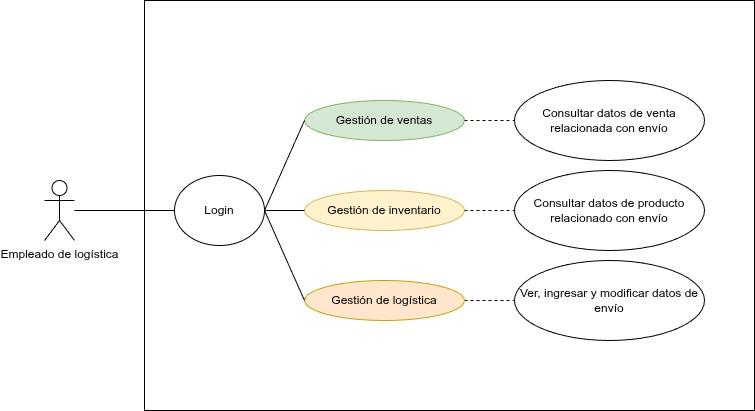 Gestión de ventas
Consultar datos de venta
relacionada con envío
Empleado de logística
Login
Gestión de inventario
Consultar datos de producto
relacionado con envío
Gestión de logística
Ver, ingresar y modificar datos de
envío